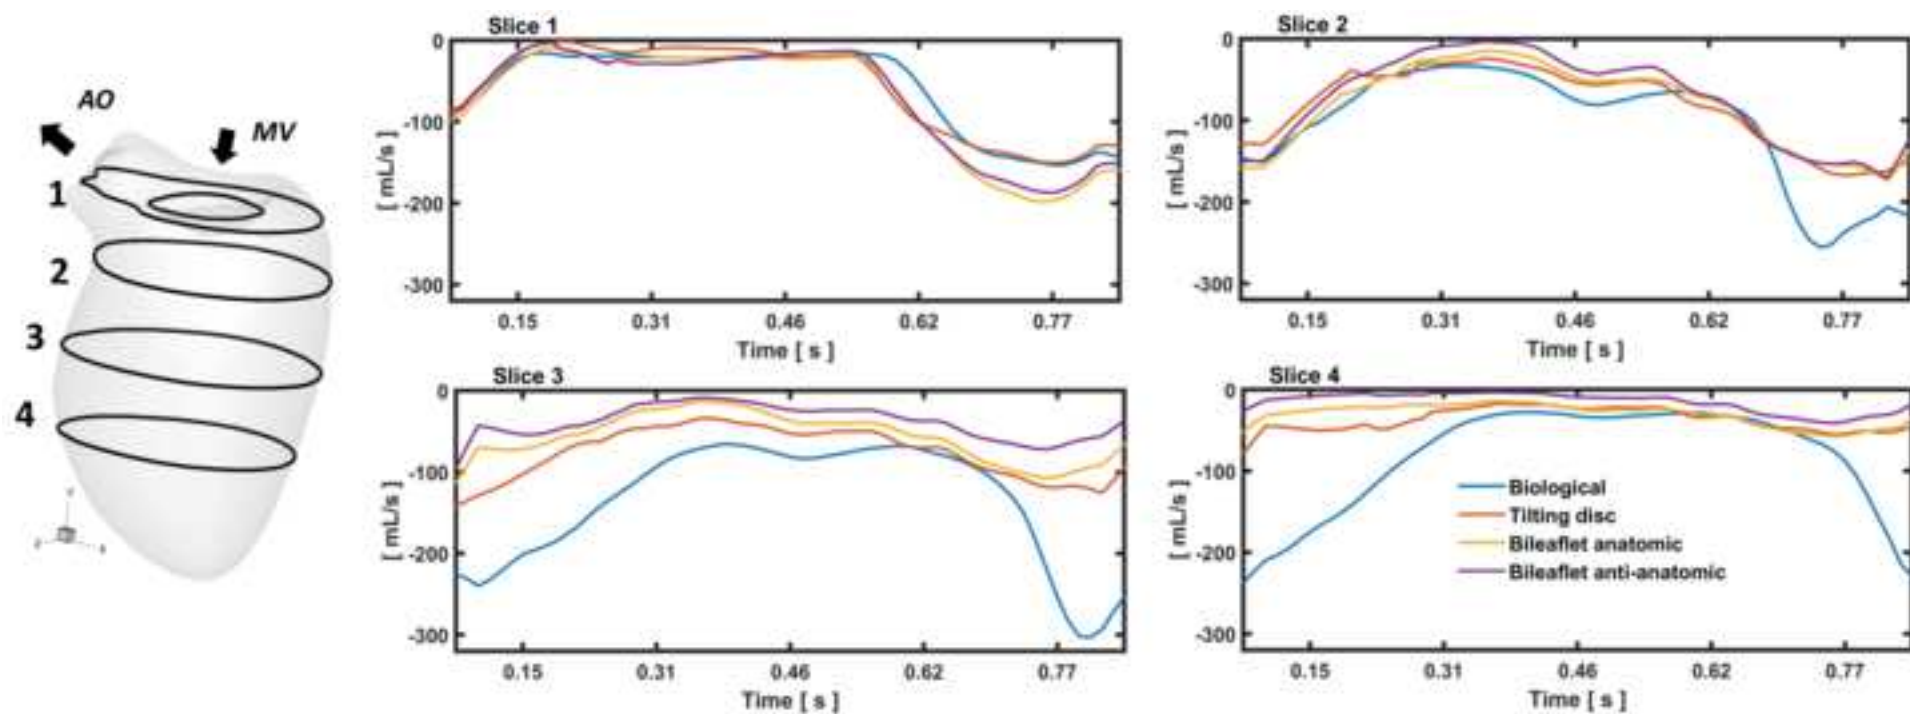 AO
MV
1
2
3
4
Slice 1
0
-100
-200
-300
[ mL/s ]
0.15 0.31 0.46 0.62 0.77
Time [ s ]
Slice 2
0
-100
-200
-300
[ mL/s ]
0.15 0.31 0.46 0.62 0.77
Time [ s ]
Slice 3
0
-100
-200
-300
[ mL/s ]
0.15 0.31 0.46 0.62 0.77
Time [ s ]
Slice 4
0
-100
-200
-300
[ mL/s ]
0.15 0.31 0.46 0.62 0.77
Time [ s ]
Biological
Tilting disc
Bileaflet anatomic
Bileaflet anti-anatomic